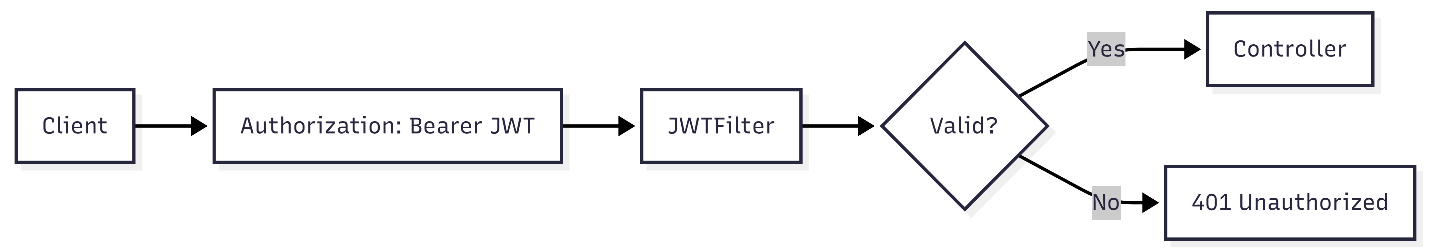 Client
Authorization: Bearer JWT
JWTFilter
Valid?
Yes
Controller
No
401 Unauthorized